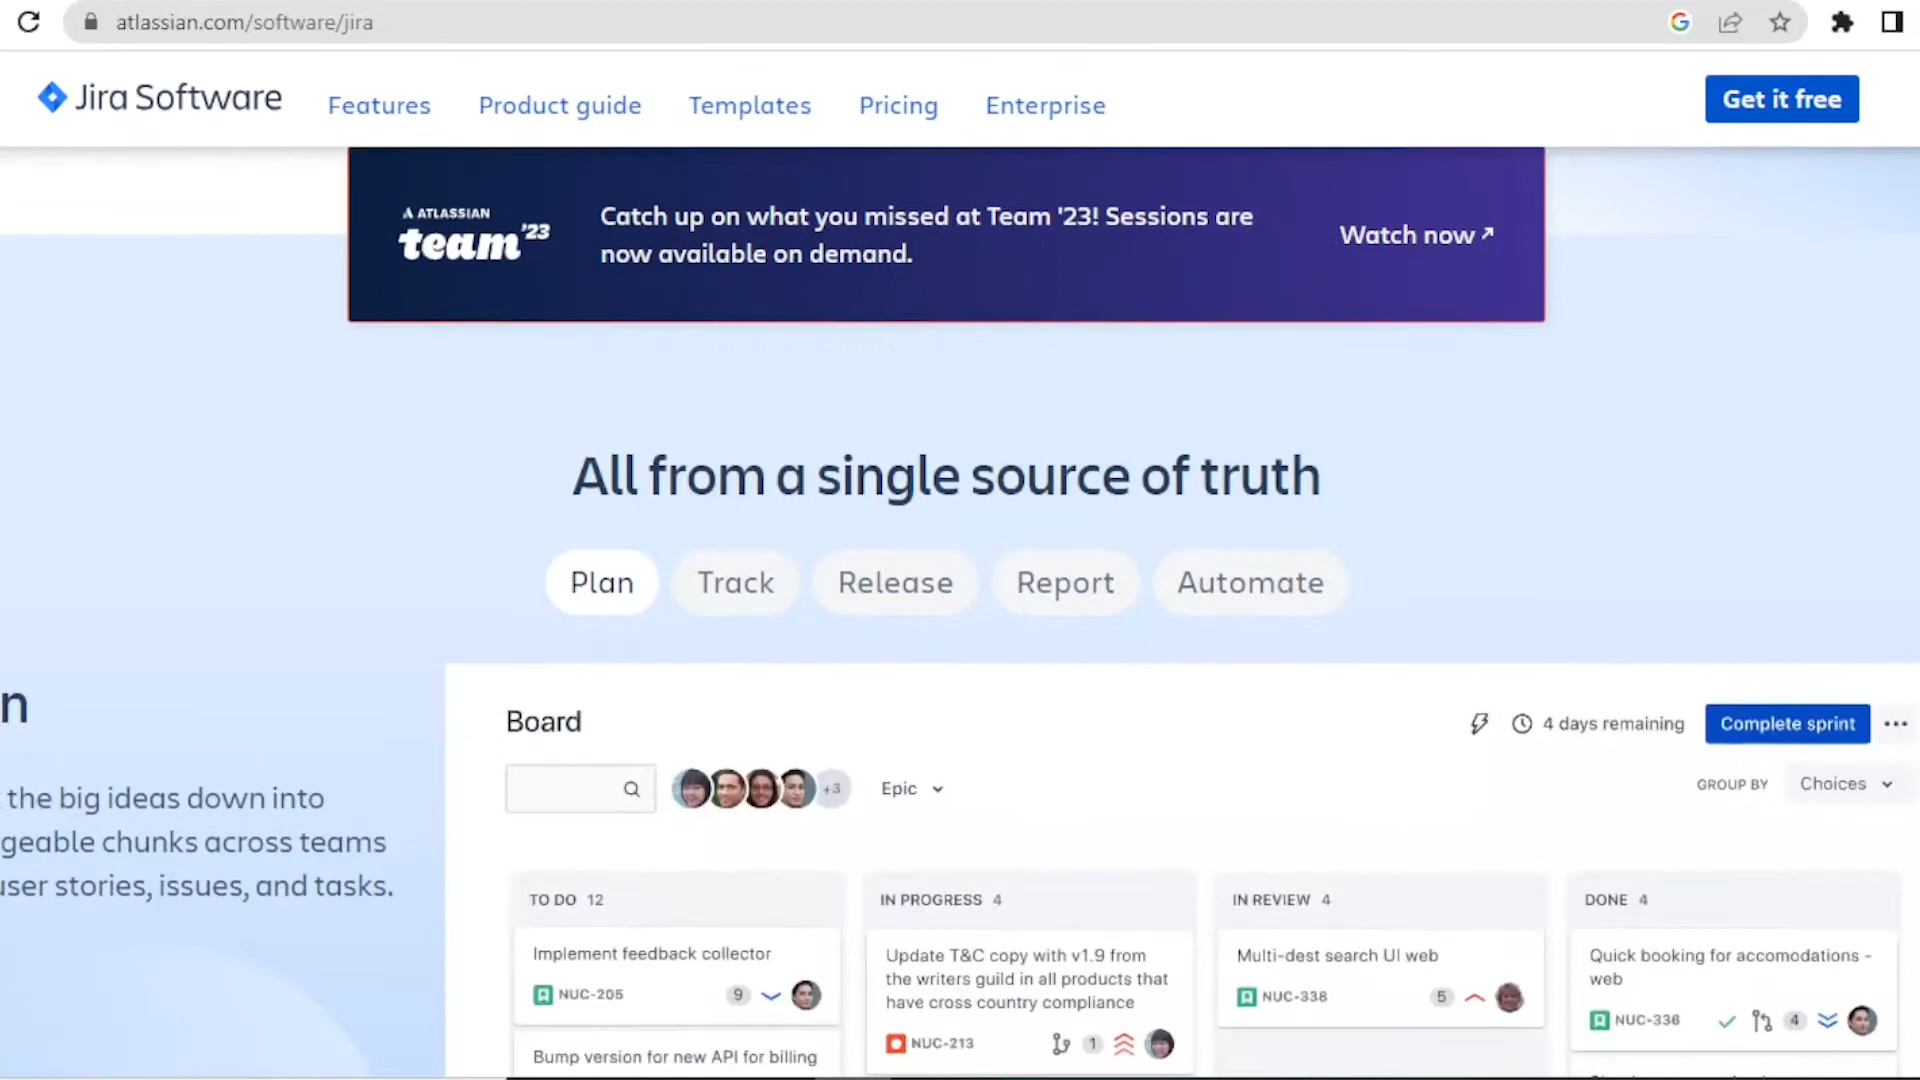 atlassian.com/software/jira
Jira Software
Features
Product guide
Templates
Pricing
Enterprise
Get it free
ATLASSIAN
team'23
Catch up on what you missed at Team '23! Sessions are
now available on demand.
Watch now
All from a single source of truth
Plan
Track
Release
Report
Automate
n
the big ideas down into
geable chunks across teams
user stories, issues, and tasks.
Board
4 days remaining
Complete sprint
+3
Epic
GROUP BY
Choices
TO DO 12
Implement feedback collector
NUC-205
9
Bump version for new API for billing
IN PROGRESS 4
Update T&C copy with v1.9 from
the writers guild in all products that
have cross country compliance
NUC-213
1
IN REVIEW 4
Multi-dest search UI web
NUC-338
5
DONE 4
Quick booking for accomodations -
web
NUC-336
4